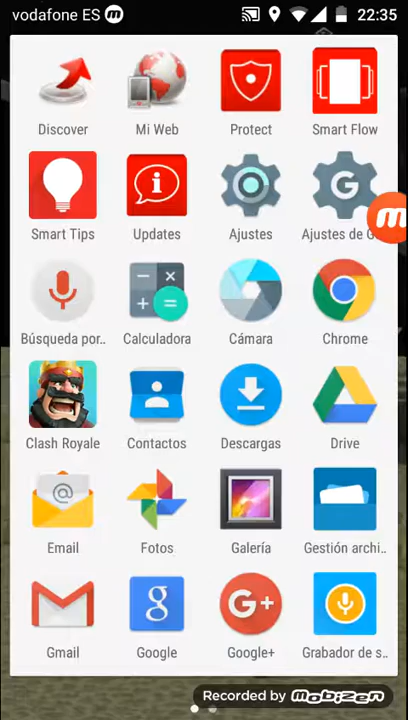 vodafone ES 22:35
Discover Mi Web Protect Smart Flow
Smart Tips Updates Ajustes Ajustes de G
Búsqueda por.. Calculadora Cámara Chrome
Clash Royale Contactos Descargas Drive
Email Fotos Galería Gestión archi..
Gmail Google Google+ Grabador de s..
Recorded by mobizen